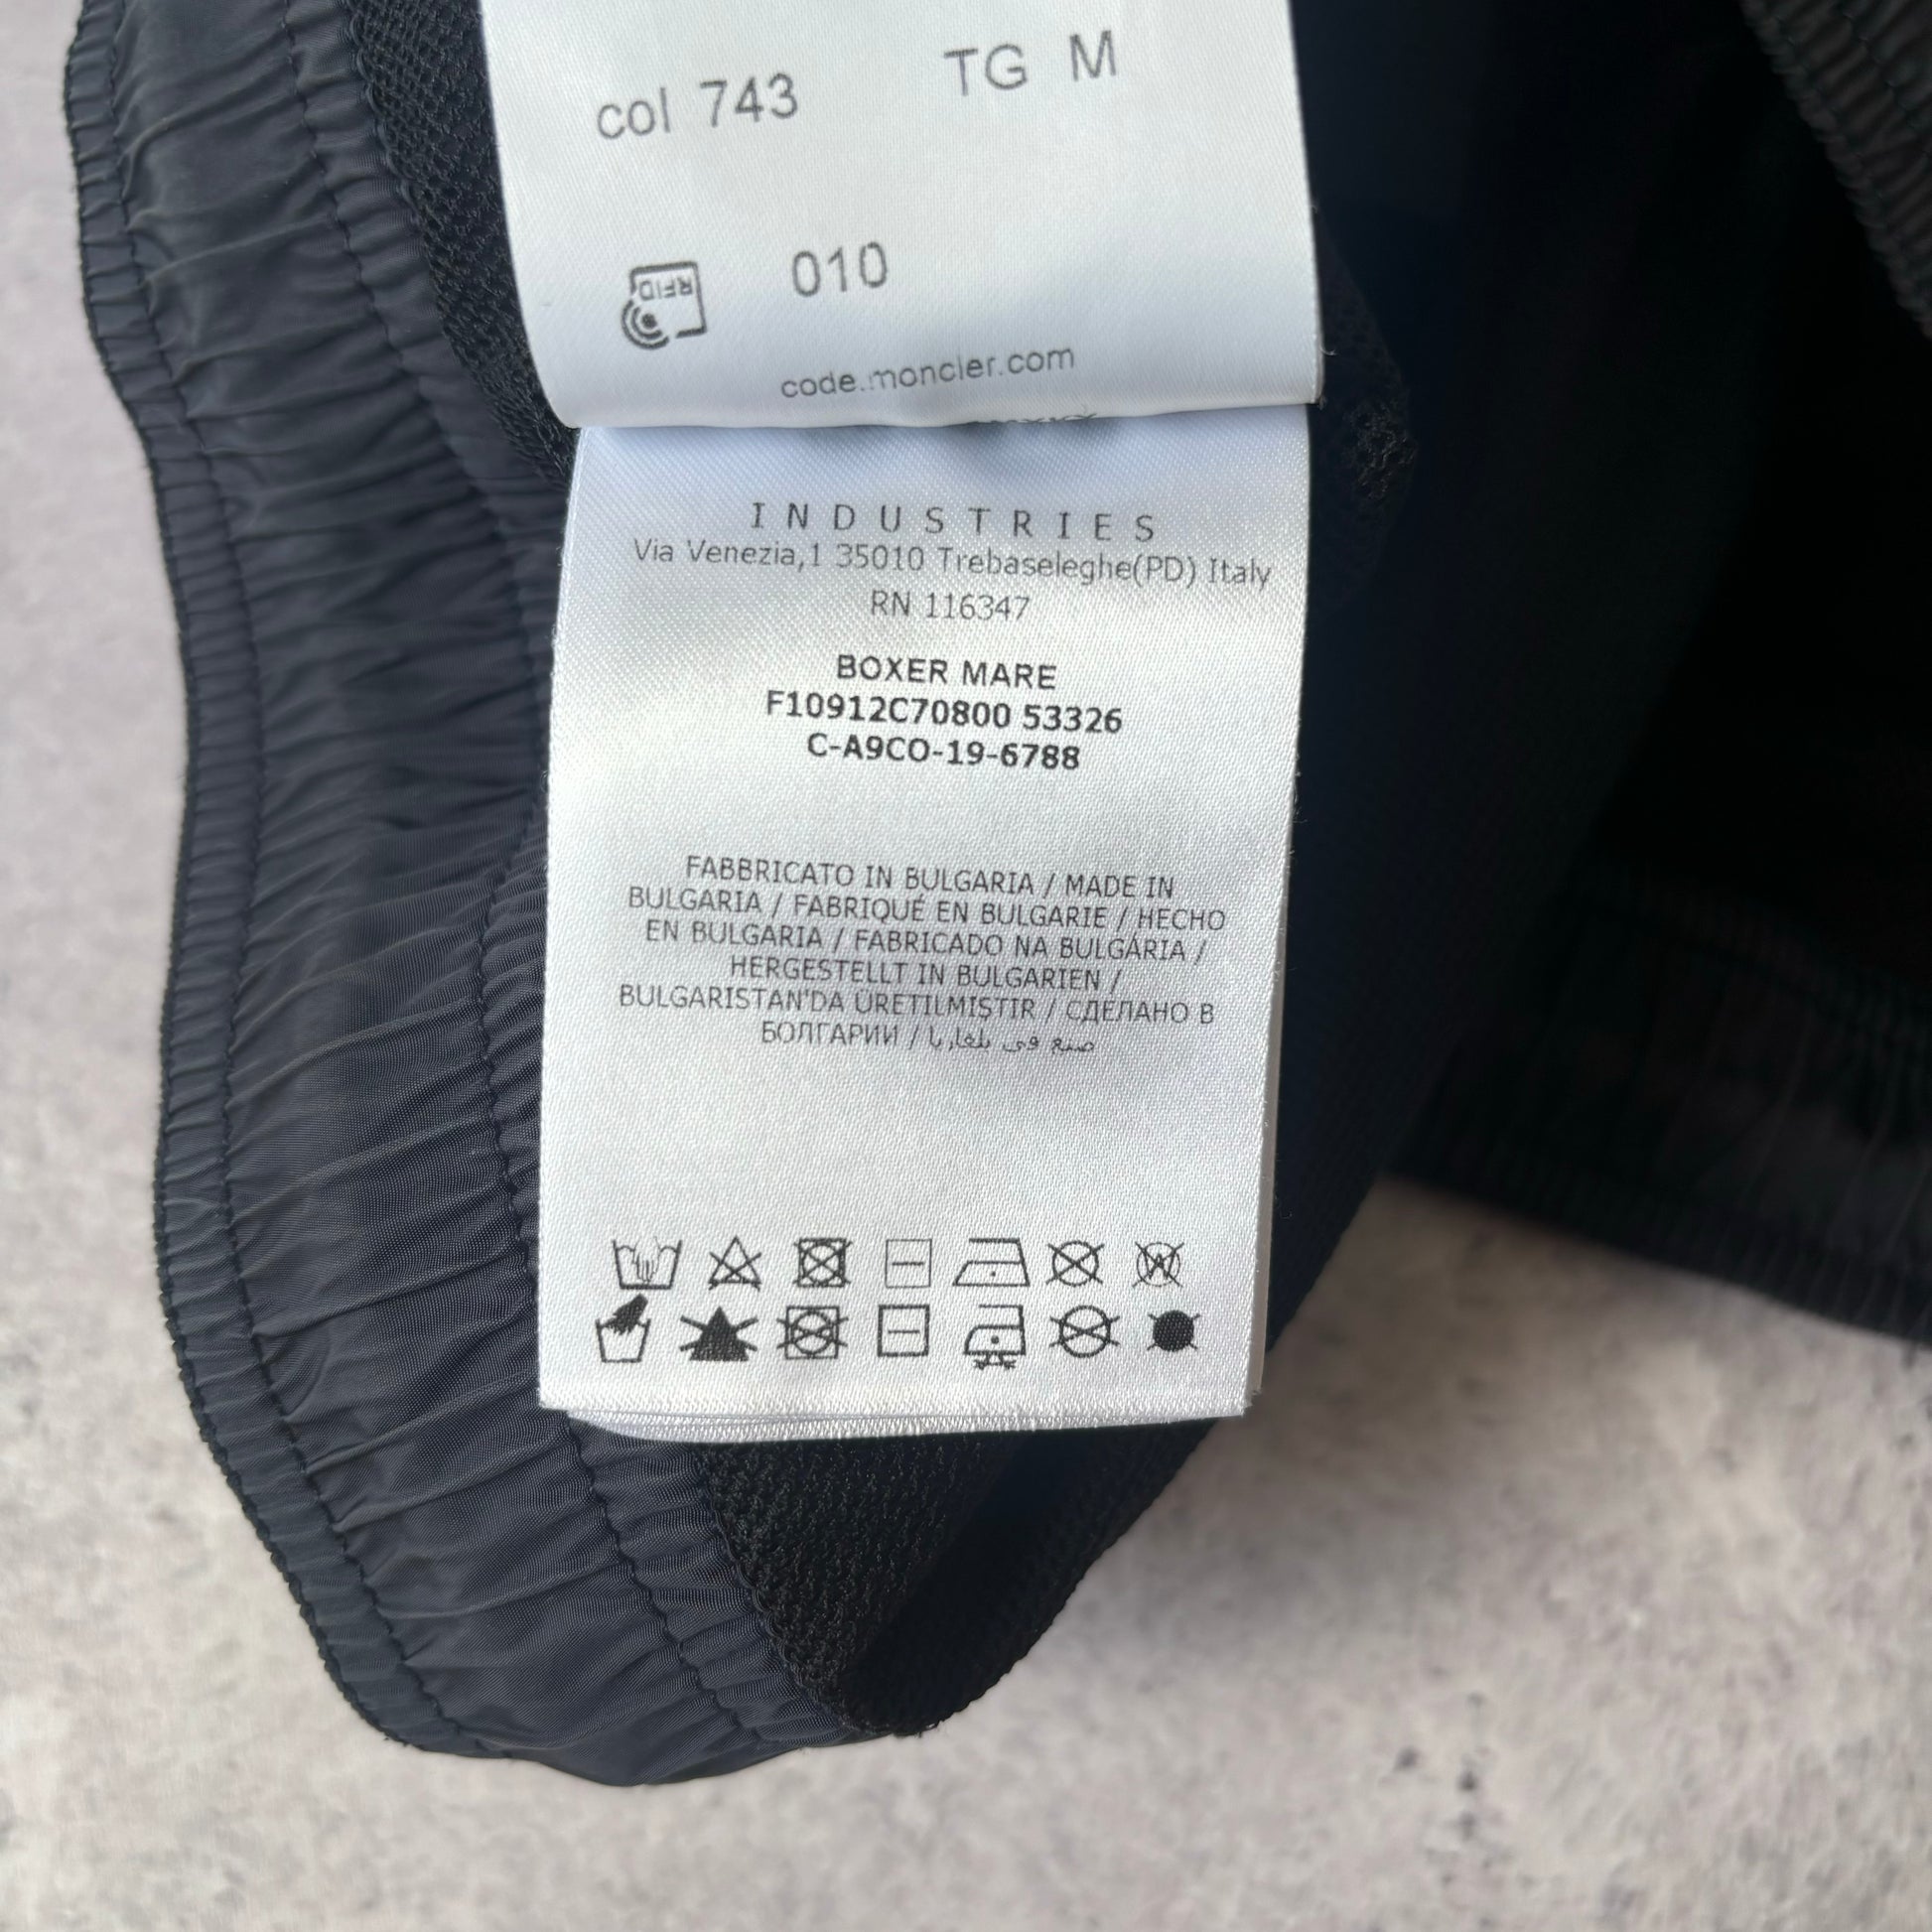 col 743 TG M
RFID 010
code.moncler.com
INDUSTRIES
Via Venezia,1 35010 Trebaseleghe(PD) Italy
RN 116347
BOXER MARE
F10912C70800 53326
C-A9CO-19-6788
FABBRICATO IN BULGARIA / MADE IN
BULGARIA / FABRIQUÉ EN BULGARIE / HECHO
EN BULGARIA / FABRICADO NA BULGÁRIA /
HERGESTELLT IN BULGARIEN /
BULGARISTAN'DA ÜRETILMIŞTIR / СДЕЛАНО В
БОЛГАРИИ / صنع في بلغاريا
W